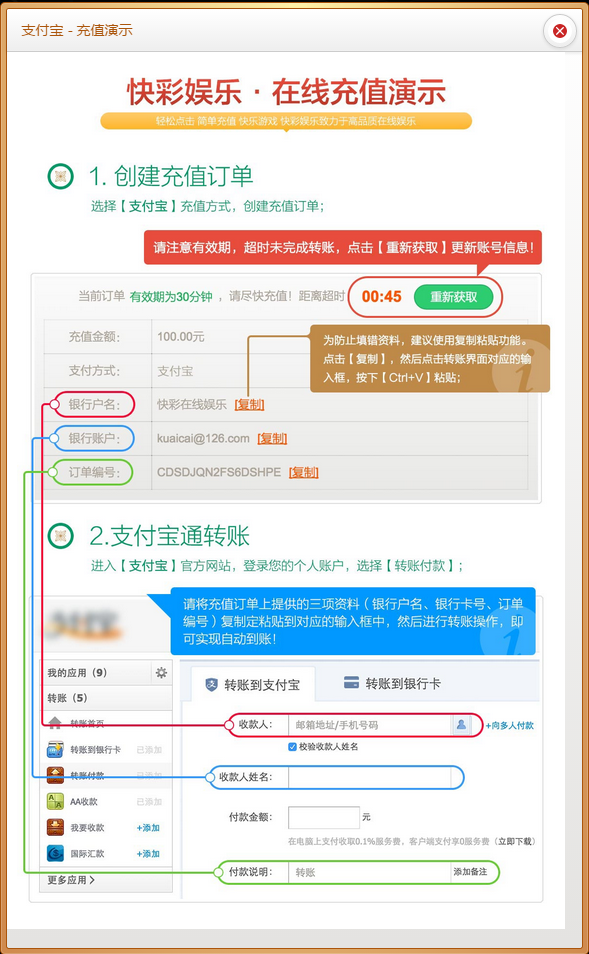 支付宝 - 充值演示
快彩娱乐 · 在线充值演示
轻松点击 简单充值 快乐游戏 快彩娱乐致力于高品质在线娱乐
1. 创建充值订单
选择【支付宝】充值方式，创建充值订单；
请注意有效期，超时未完成转账，点击【重新获取】更新账号信息！
当前订单 有效期为30分钟 ，请尽快充值！距离超时 00:45 重新获取
充值金额： 100.00元
为防止填错资料，建议使用复制粘贴功能。
点击【复制】，然后点击转账界面对应的输
入框，按下【Ctrl+V】粘贴；
支付方式： 支付宝
银行户名： 快彩在线娱乐 [复制]
银行账户： kuaicai@126.com [复制]
订单编号： CDSDJQN2FS6DSHPE [复制]
2.支付宝通转账
进入【支付宝】官方网站，登录您的个人账户，选择【转账付款】；
请将充值订单上提供的三项资料（银行户名、银行卡号、订单
编号）复制定粘贴到对应的输入框中，然后进行转账操作，即
可实现自动到账！
我的应用（9）
转账（5）
转账首页
转账到银行卡 已添加
转账付款 已添加
AA收款 已添加
我要收款 +添加
国际汇款 +添加
更多应用 >
转账到支付宝 转账到银行卡
收款人： 邮箱地址/手机号码 +向多人付款
校验收款人姓名
收款人姓名：
付款金额： 元
在电脑上支付收取0.1%服务费，客户端支付享0服务费（立即下载）
付款说明： 转账 添加备注